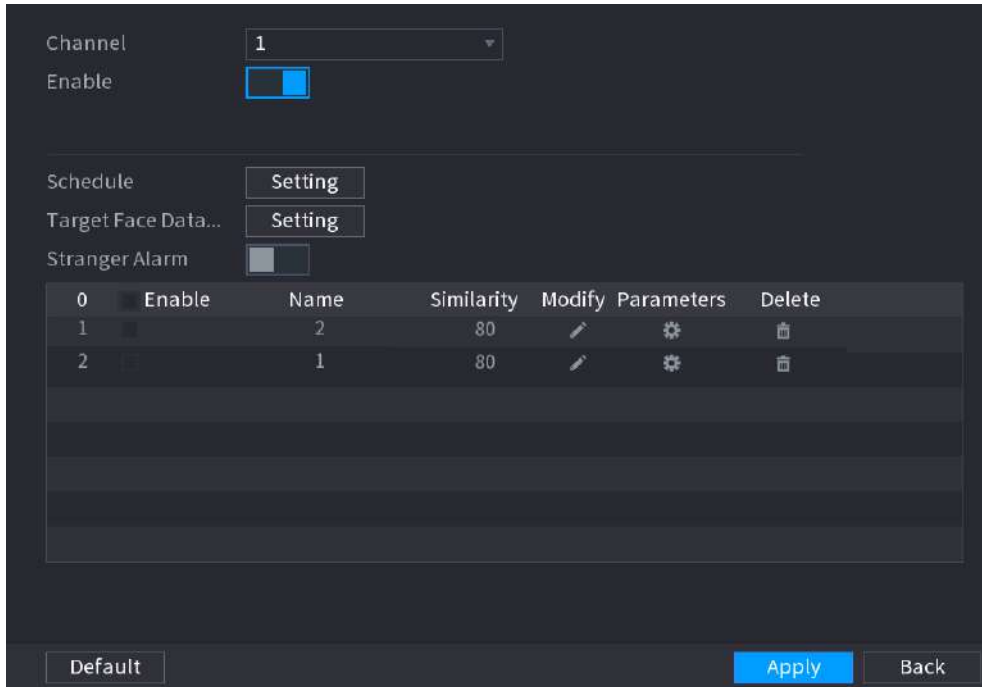 Channel 1
Enable
Schedule Setting
Target Face Data... Setting
Stranger Alarm
0 Enable Name Similarity Modify Parameters Delete
1 2 80
2 1 80
Default Apply Back